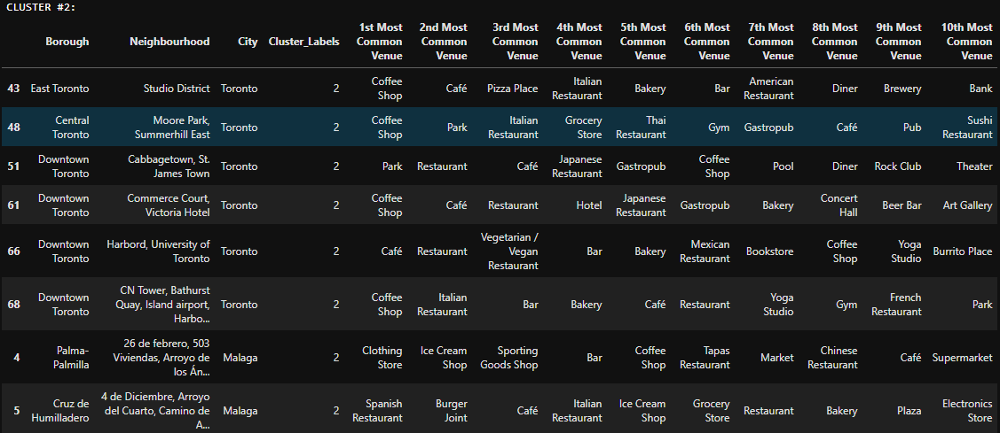 CLUSTER #2:
Borough Neighbourhood City Cluster_Labels 1st Most Common Venue 2nd Most Common Venue 3rd Most Common Venue 4th Most Common Venue 5th Most Common Venue 6th Most Common Venue 7th Most Common Venue 8th Most Common Venue 9th Most Common Venue 10th Most Common Venue
43 East Toronto Studio District Toronto 2 Coffee Shop Café Pizza Place Italian Restaurant Bakery Bar American Restaurant Diner Brewery Bank
48 Central Toronto Moore Park, Summerhill East Toronto 2 Coffee Shop Park Italian Restaurant Grocery Store Thai Restaurant Gym Gastropub Café Pub Sushi Restaurant
51 Downtown Toronto Cabbagetown, St. James Town Toronto 2 Park Restaurant Café Japanese Restaurant Gastropub Coffee Shop Pool Diner Rock Club Theater
61 Downtown Toronto Commerce Court, Victoria Hotel Toronto 2 Coffee Shop Café Restaurant Hotel Japanese Restaurant Gastropub Bakery Concert Hall Beer Bar Art Gallery
66 Downtown Toronto Harbord, University of Toronto Toronto 2 Café Restaurant Vegetarian / Vegan Restaurant Bar Bakery Mexican Restaurant Bookstore Coffee Shop Yoga Studio Burrito Place
68 Downtown Toronto CN Tower, Bathurst Quay, Island airport, Harbo... Toronto 2 Coffee Shop Italian Restaurant Bar Bakery Café Restaurant Yoga Studio Gym French Restaurant Park
4 Palma-Palmilla 26 de febrero, 503 Viviendas, Arroyo de los Án... Malaga 2 Clothing Store Ice Cream Shop Sporting Goods Shop Bar Coffee Shop Tapas Restaurant Market Chinese Restaurant Café Supermarket
5 Cruz de Humilladero 4 de Diciembre, Arroyo del Cuarto, Camino de A... Malaga 2 Spanish Restaurant Burger Joint Café Italian Restaurant Ice Cream Shop Grocery Store Restaurant Bakery Plaza Electronics Store